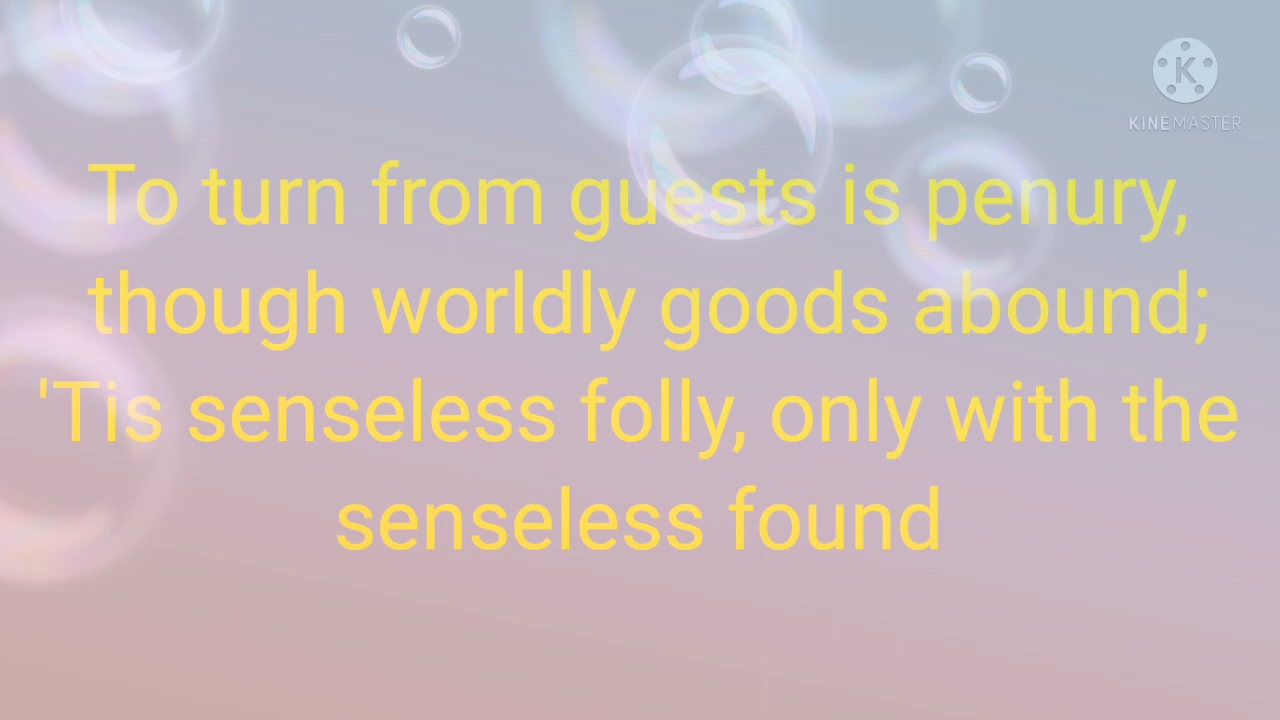 KINEMASTER
To turn from guests is penury,
though worldly goods abound;
'Tis senseless folly, only with the
senseless found